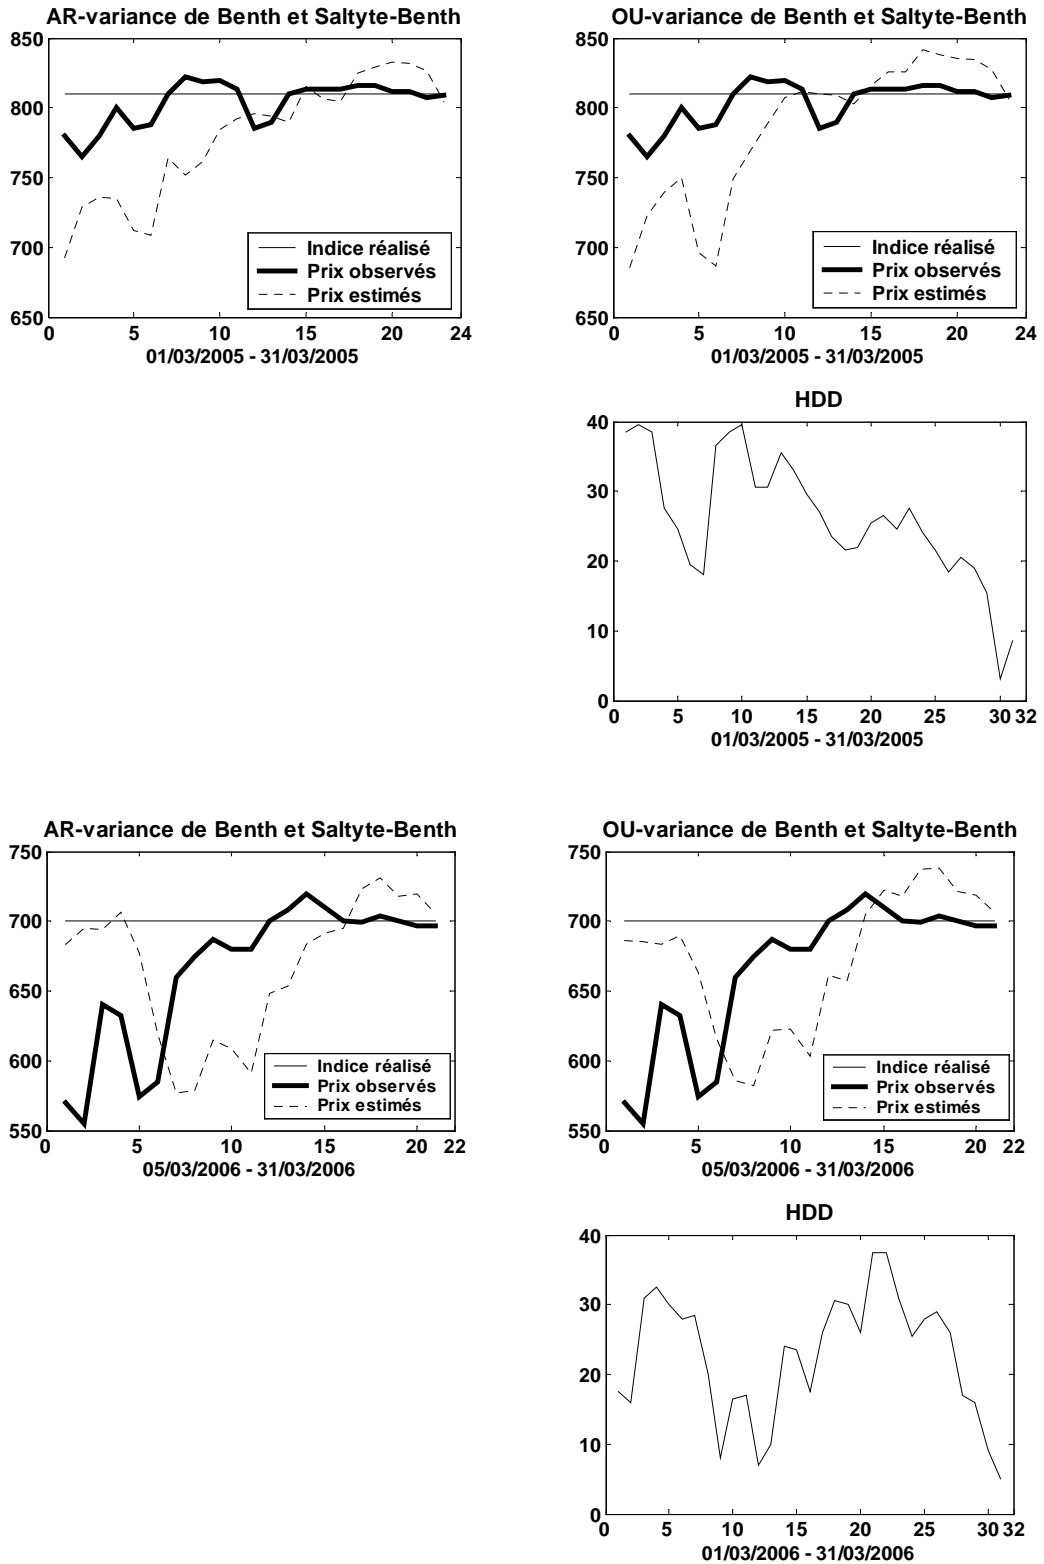 AR-variance de Benth et Saltyte-Benth
850
800
750
700
650
0 5 10 15 20 24
Indice réalisé
Prix observés
Prix estimés
01/03/2005 - 31/03/2005
OU-variance de Benth et Saltyte-Benth
850
800
750
700
650
0 5 10 15 20 24
Indice réalisé
Prix observés
Prix estimés
01/03/2005 - 31/03/2005
HDD
40
30
20
10
0
0 5 10 15 20 25 30 32
01/03/2005 - 31/03/2005
AR-variance de Benth et Saltyte-Benth
750
700
650
600
550
0 5 10 15 20 22
Indice réalisé
Prix observés
Prix estimés
05/03/2006 - 31/03/2006
OU-variance de Benth et Saltyte-Benth
750
700
650
600
550
0 5 10 15 20 22
Indice réalisé
Prix observés
Prix estimés
05/03/2006 - 31/03/2006
HDD
40
30
20
10
0
0 5 10 15 20 25 30 32
01/03/2006 - 31/03/2006